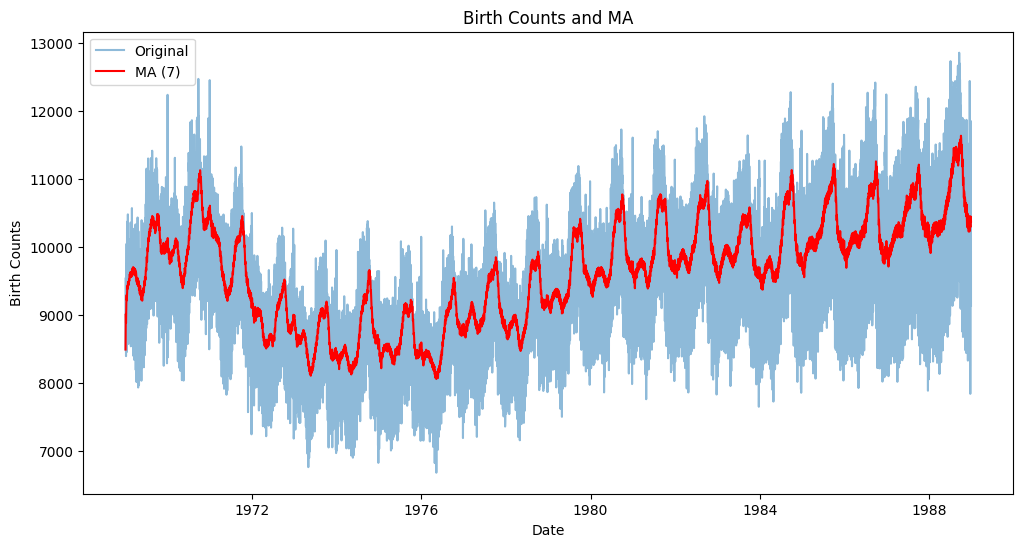 Birth Counts and MA
Original
MA (7)
Birth Counts
13000
12000
11000
10000
9000
8000
7000
1972
1976
1980
1984
1988
Date